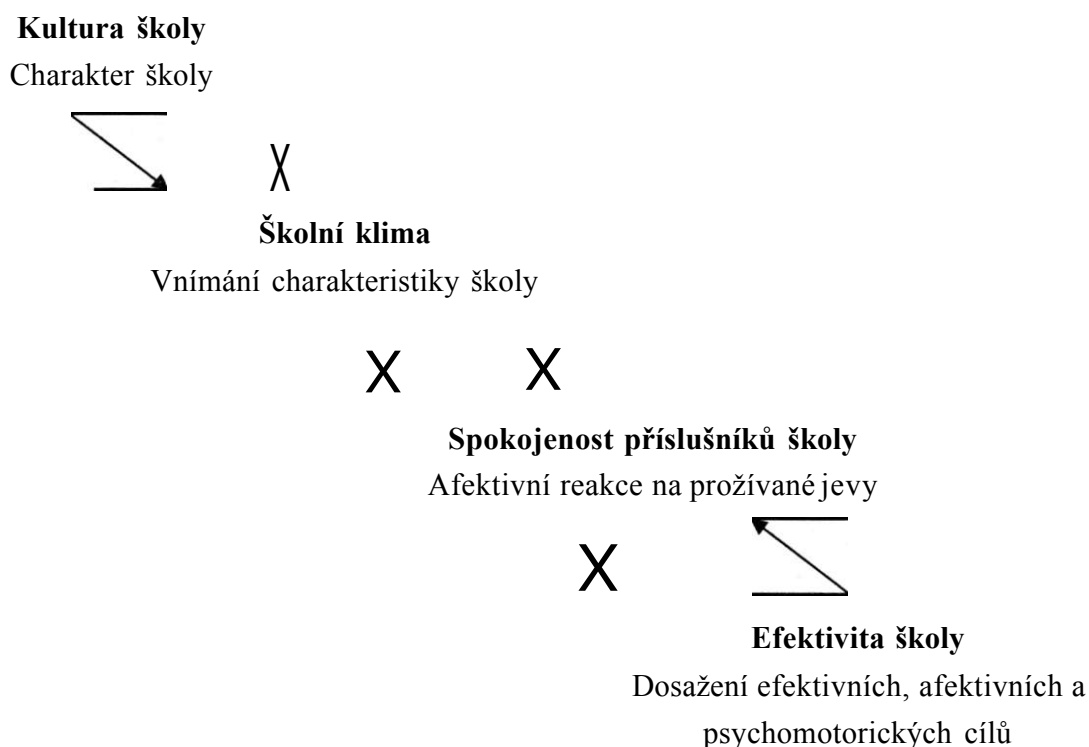 Kultura školy
Charakter školy
X
Školní klima
Vnímání charakteristiky školy
X X
Spokojenost příslušníků školy
Afektivní reakce na prožívané jevy
X
Efektivita školy
Dosažení efektivních, afektivních a
psychomotorických cílů